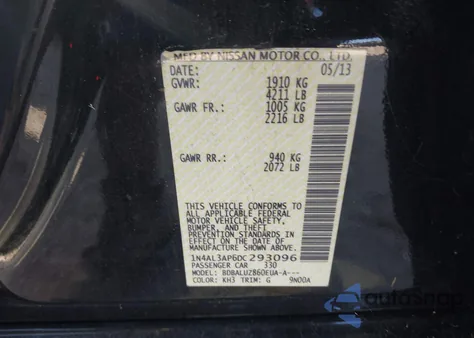 MFD BY NISSAN MOTOR CO., LTD.
DATE: 05/13
GVWR: 1910 KG
4211 LB
GAWR FR.: 1005 KG
2216 LB
GAWR RR.: 940 KG
2072 LB
THIS VEHICLE CONFORMS TO
ALL APPLICABLE FEDERAL
MOTOR VEHICLE SAFETY,
BUMPER, AND THEFT
PREVENTION STANDARDS
IN EFFECT ON THE DATE OF
MANUFACTURE SHOWN ABOVE.
1N4AL3AP6DC293096
PASSENGER CAR 330
MODEL: BDBALUZB60EUA-A---
COLOR: KH3 TRIM: G 9N00A
autoSnap